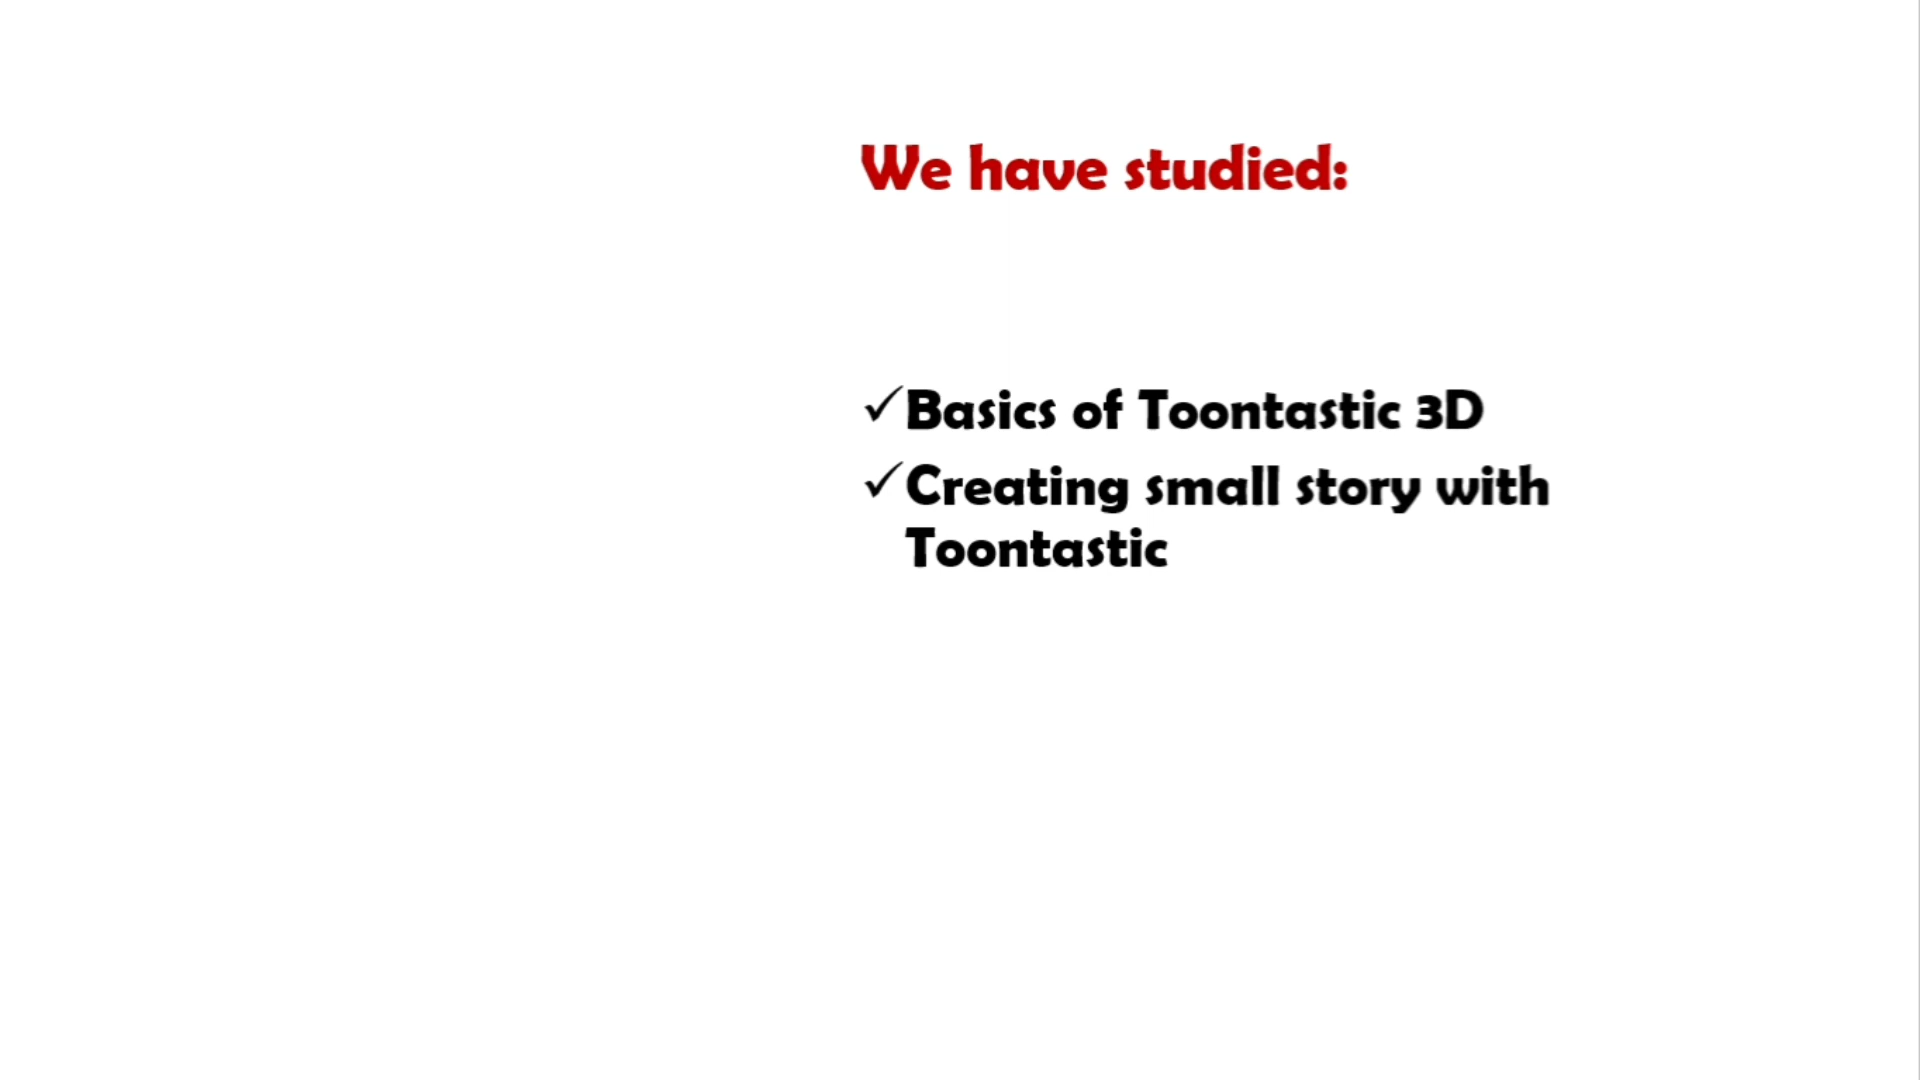 We have studied:
✓Basics of Toontastic 3D
✓Creating small story with
Toontastic